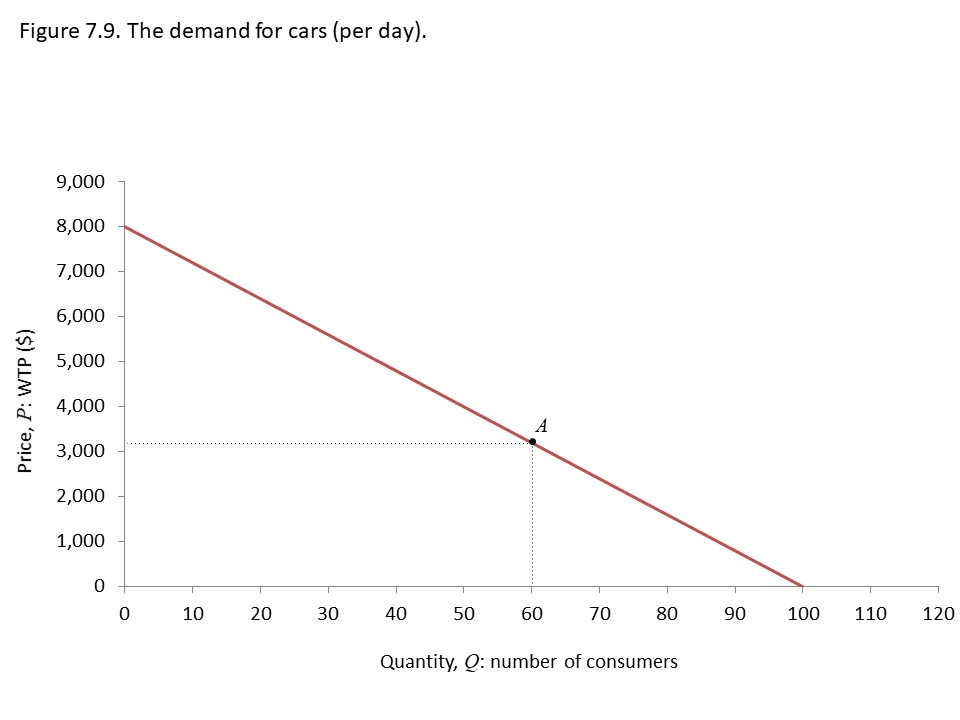 Figure 7.9. The demand for cars (per day).
9,000
8,000
7,000
6,000
5,000
4,000
3,000
2,000
1,000
0
Price, P: WTP ($)
A
0 10 20 30 40 50 60 70 80 90 100 110 120
Quantity, Q: number of consumers